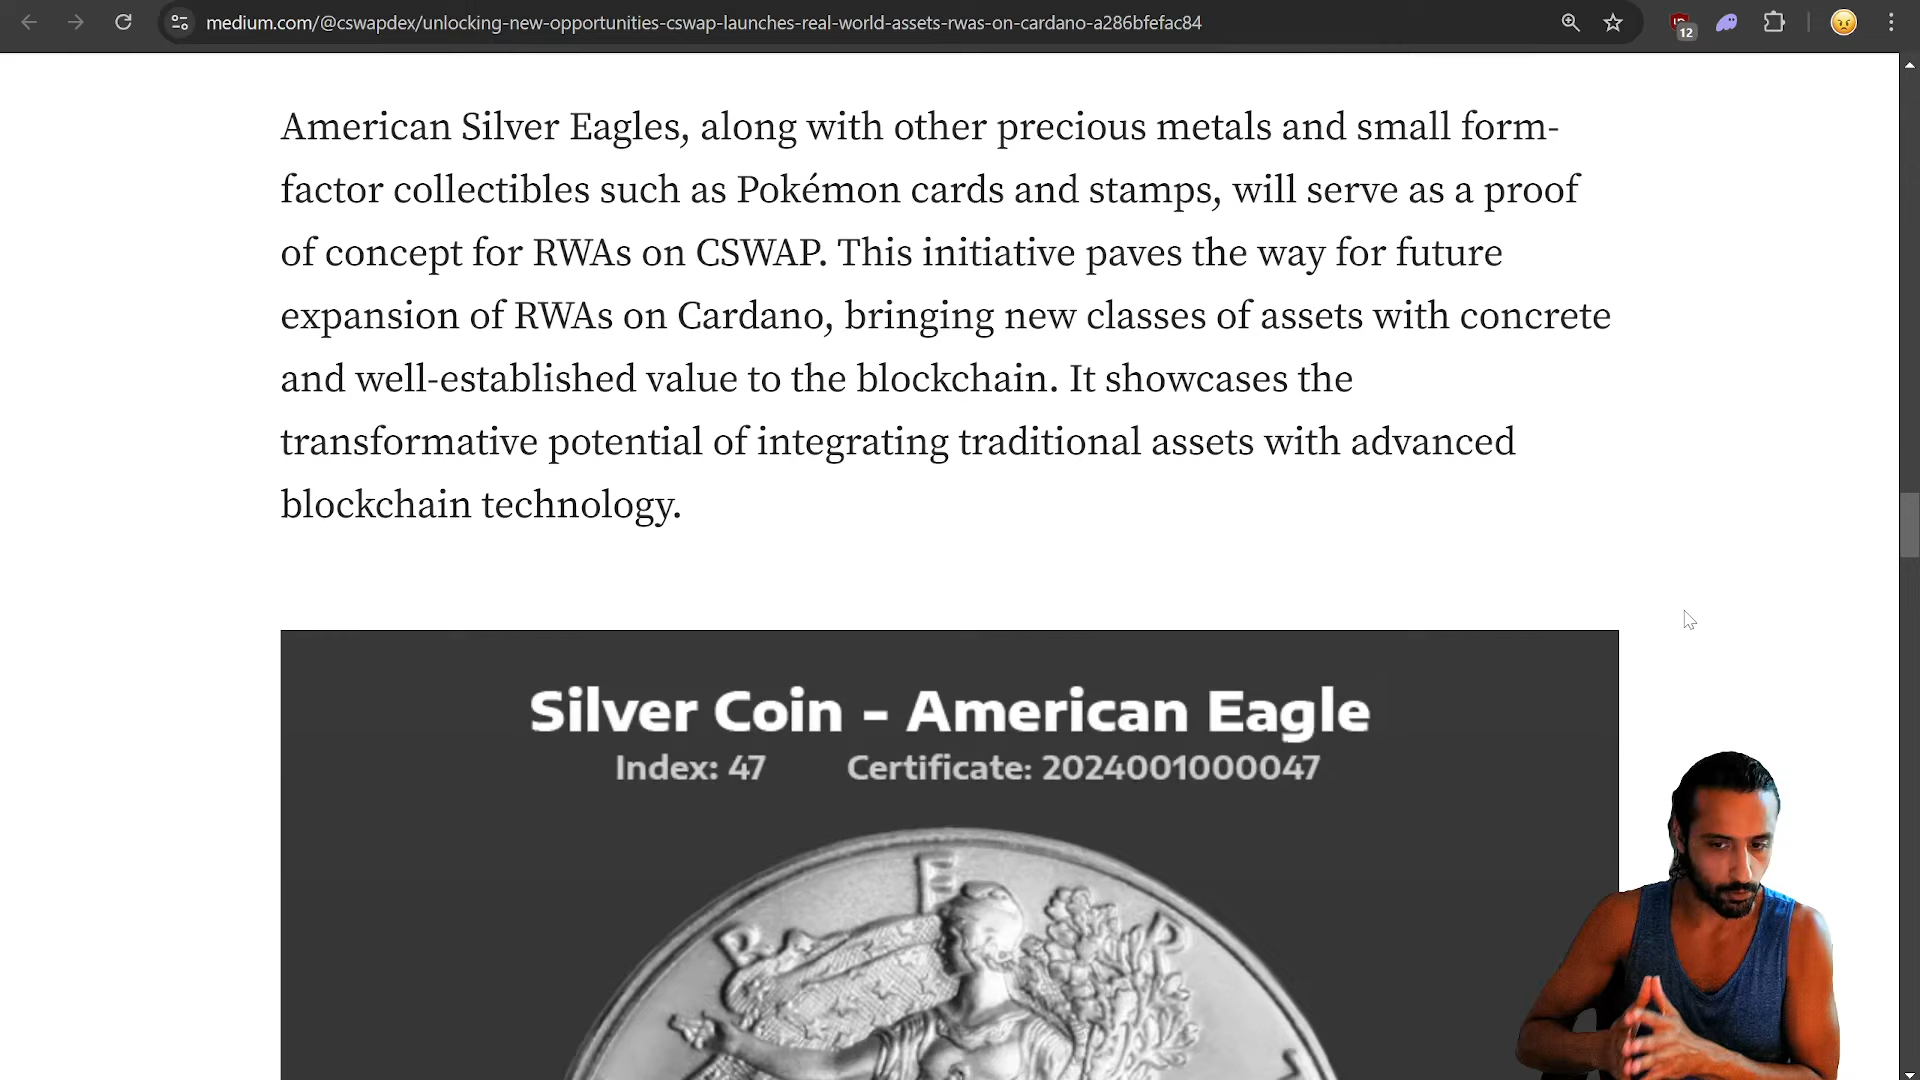 medium.com/@cswapdex/unlocking-new-opportunities-cswap-launches-real-world-assets-rwas-on-cardano-a286bfefac84
12
American Silver Eagles, along with other precious metals and small form-
factor collectibles such as Pokémon cards and stamps, will serve as a proof
of concept for RWAs on CSWAP. This initiative paves the way for future
expansion of RWAs on Cardano, bringing new classes of assets with concrete
and well-established value to the blockchain. It showcases the
transformative potential of integrating traditional assets with advanced
blockchain technology.
Silver Coin - American Eagle
Index: 47 Certificate: 2024001000047